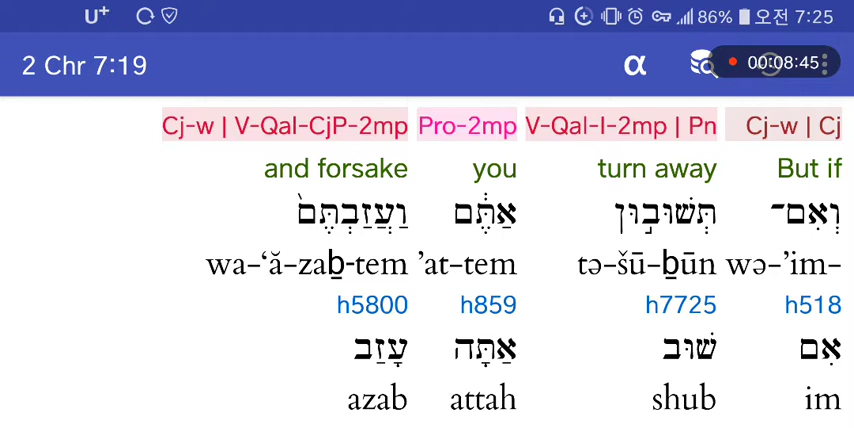 U+ 86% 오전 7:25
2 Chr 7:19 α 00:08:45
Cj-w | V-Qal-CjP-2mp Pro-2mp V-Qal-I-2mp | Pn Cj-w | Cj
and forsake you turn away But if
וְאִם־ תְּשׁוּב֣וּן אַתֶּ֔ם וַעֲזַבְתֶּם֙
wa-‘ă-zaḇ-tem ’at-tem tə-šū-ḇūn wə-’im-
h5800 h859 h7725 h518
אִם שׁוּב אַתָּה עָזַב
azab attah shub im